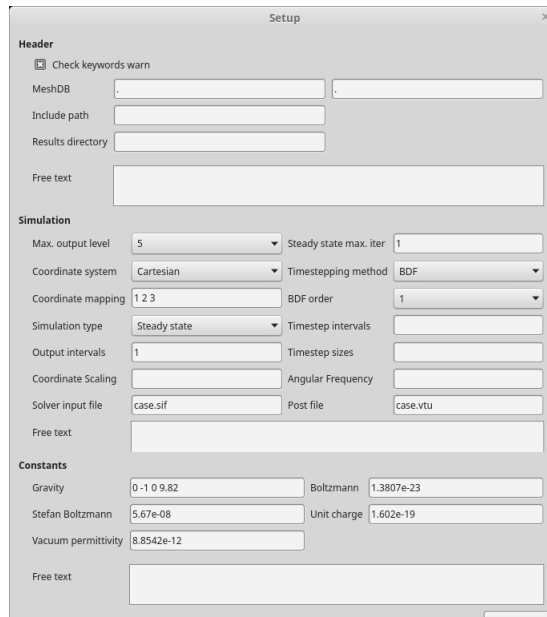 Setup
Header
Check keywords warn
MeshDB . .
Include path
Results directory
Free text
Simulation
Max. output level 5 Steady state max. iter 1
Coordinate system Cartesian Timestepping method BDF
Coordinate mapping 1 2 3 BDF order 1
Simulation type Steady state Timestep intervals
Output intervals 1 Timestep sizes
Coordinate Scaling Angular Frequency
Solver input file case.sif Post file case.vtu
Free text
Constants
Gravity 0 -1 0 9.82 Boltzmann 1.3807e-23
Stefan Boltzmann 5.67e-08 Unit charge 1.602e-19
Vacuum permittivity 8.8542e-12
Free text